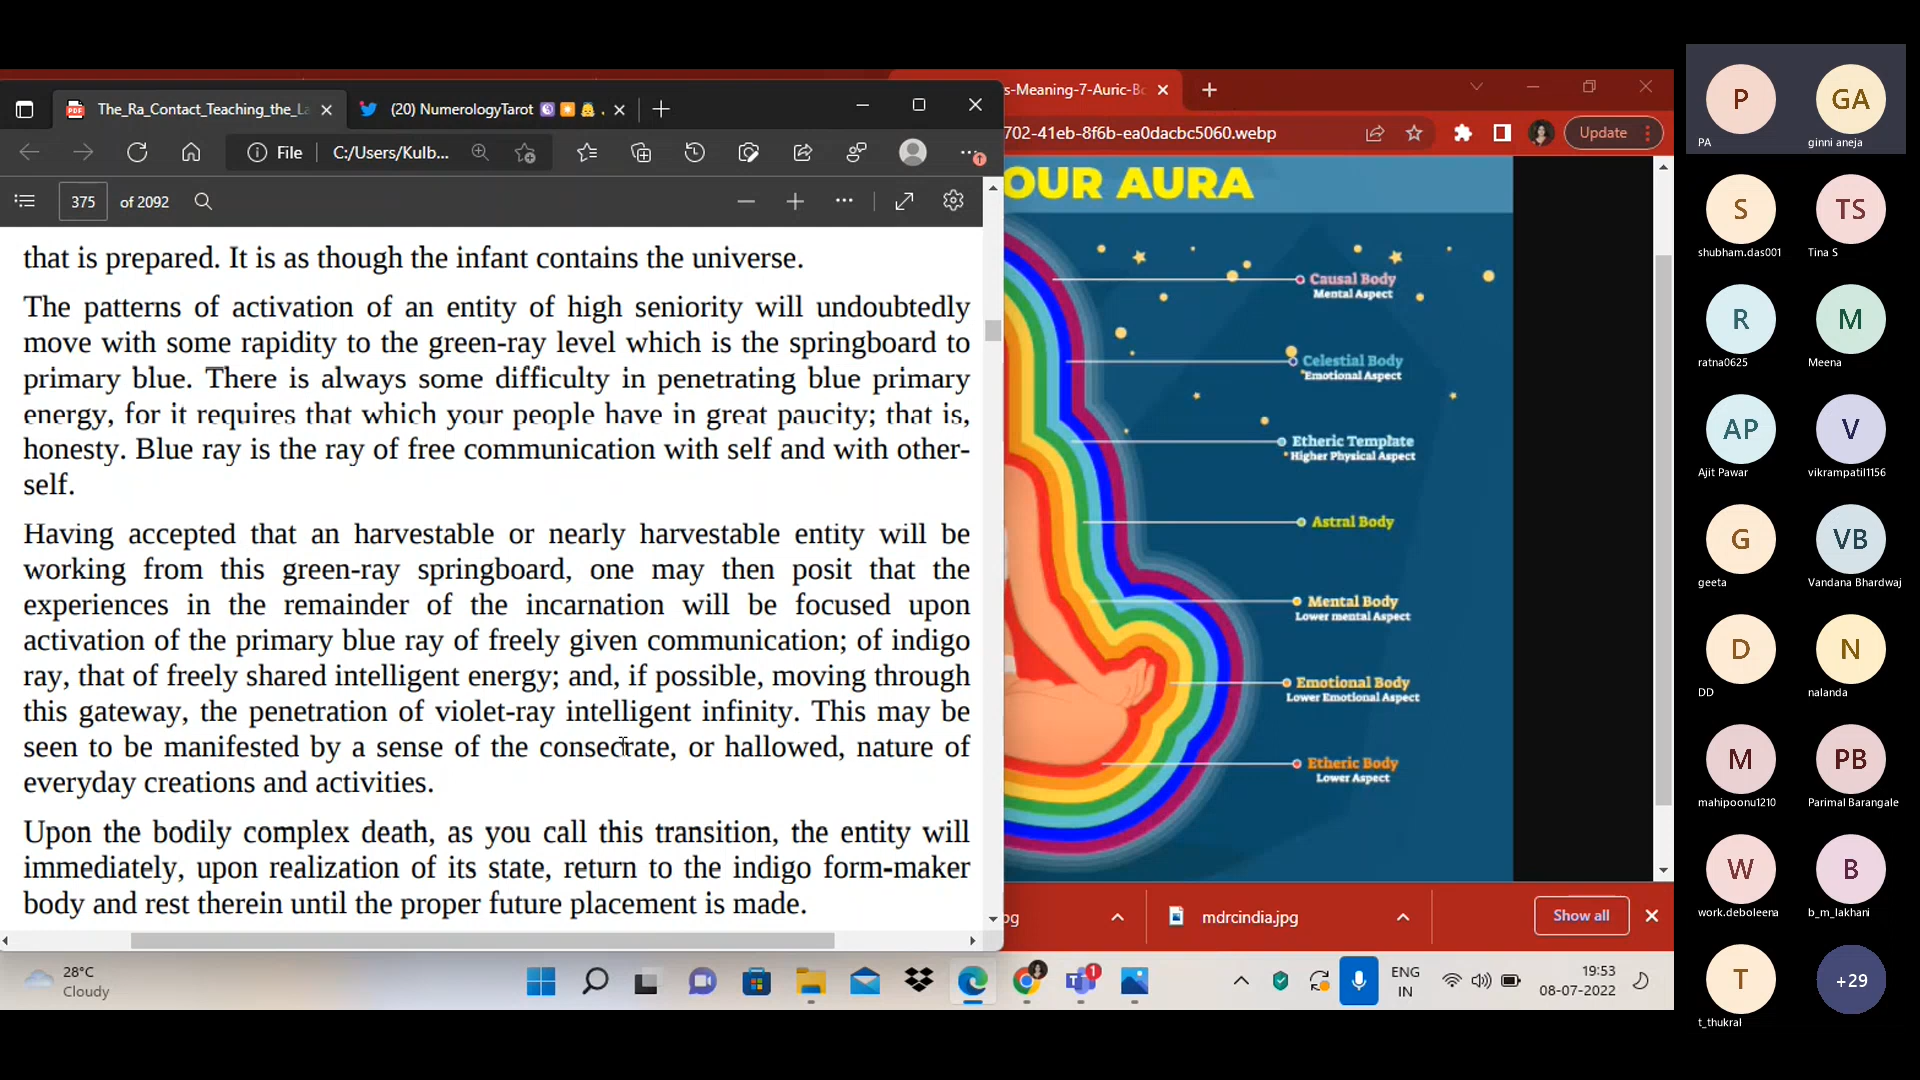 The_Ra_Contact_Teaching_the_La
(20) NumerologyTarot
File
C:/Users/Kulb...
375
of 2092
that is prepared. It is as though the infant contains the universe.
The patterns of activation of an entity of high seniority will undoubtedly
move with some rapidity to the green-ray level which is the springboard to
primary blue. There is always some difficulty in penetrating blue primary
energy, for it requires that which your people have in great paucity; that is,
honesty. Blue ray is the ray of free communication with self and with other-
self.
Having accepted that an harvestable or nearly harvestable entity will be
working from this green-ray springboard, one may then posit that the
experiences in the remainder of the incarnation will be focused upon
activation of the primary blue ray of freely given communication; of indigo
ray, that of freely shared intelligent energy; and, if possible, moving through
this gateway, the penetration of violet-ray intelligent infinity. This may be
seen to be manifested by a sense of the consecrate, or hallowed, nature of
everyday creations and activities.
Upon the bodily complex death, as you call this transition, the entity will
immediately, upon realization of its state, return to the indigo form-maker
body and rest therein until the proper future placement is made.
s-Meaning-7-Auric-Bo
702-41eb-8f6b-ea0dacbc5060.webp
Update
OUR AURA
Causal Body
Mental Aspect
Celestial Body
Emotional Aspect
Etheric Template
Higher Physical Aspect
Astral Body
Mental Body
Lower mental Aspect
Emotional Body
Lower Emotional Aspect
Etheric Body
Lower Aspect
mdrcindia.jpg
Show all
28°C
Cloudy
1
ENG
IN
19:53
08-07-2022
P
PA
GA
ginni aneja
S
shubham.das001
TS
Tina S
R
ratna0625
M
Meena
AP
Ajit Pawar
V
vikrampatil1156
G
geeta
VB
Vandana Bhardwaj
D
DD
N
nalanda
M
mahipoonu1210
PB
Parimal Barangale
W
work.deboleena
B
b_m_lakhani
T
t_thukral
+29